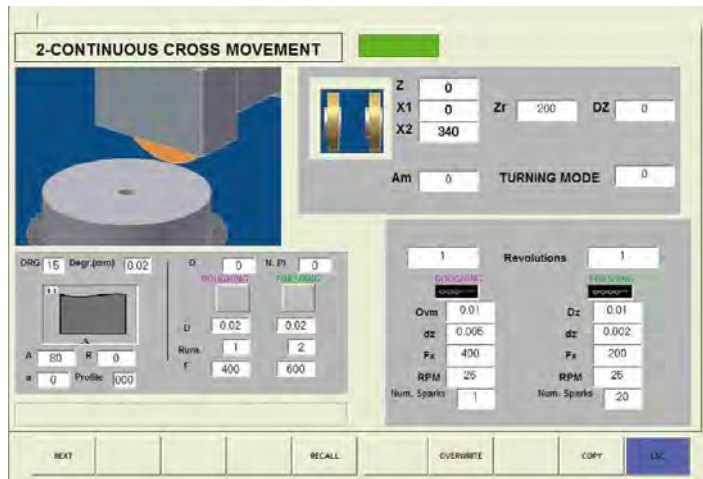 2-CONTINUOUS CROSS MOVEMENT
Z 0
X1 0 Zr 200 DZ 0
X2 340
Am 0 TURNING MODE 0
ORG 15 Degr.(mm) 0.02 D 0 N. Pl 0
ROUGHING FINISHING
D 0.02 0.02
Runs 1 2
f 400 600
A
A 80 R 0
α 0 Profile 000
1 Revolutions 1
ROUGHING FINISHING
Ovm 0.01 Dz 0.01
dz 0.005 dz 0.002
Fx 400 Fx 200
RPM 25 RPM 25
Num. Sparks 1 Num. Sparks 20
NEXT RECALL OVERWRITE COPY ESC